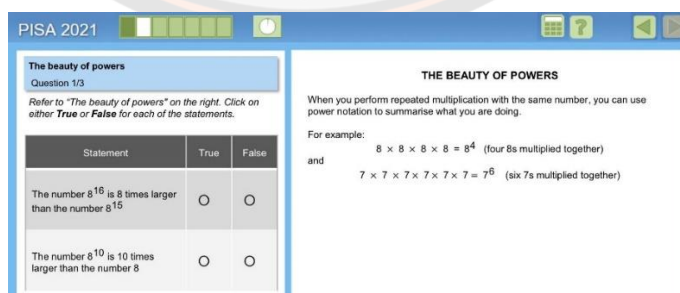 PISA 2021
?
The beauty of powers
Question 1/3
Refer to "The beauty of powers" on the right. Click on
either True or False for each of the statements.
Statement True False
The number 8¹⁶ is 8 times larger
than the number 8¹⁵
The number 8¹⁰ is 10 times
larger than the number 8
THE BEAUTY OF POWERS
When you perform repeated multiplication with the same number, you can use
power notation to summarise what you are doing.
For example:
8 × 8 × 8 × 8 = 8⁴ (four 8s multiplied together)
and
7 × 7 × 7 × 7 × 7 × 7 = 7⁶ (six 7s multiplied together)